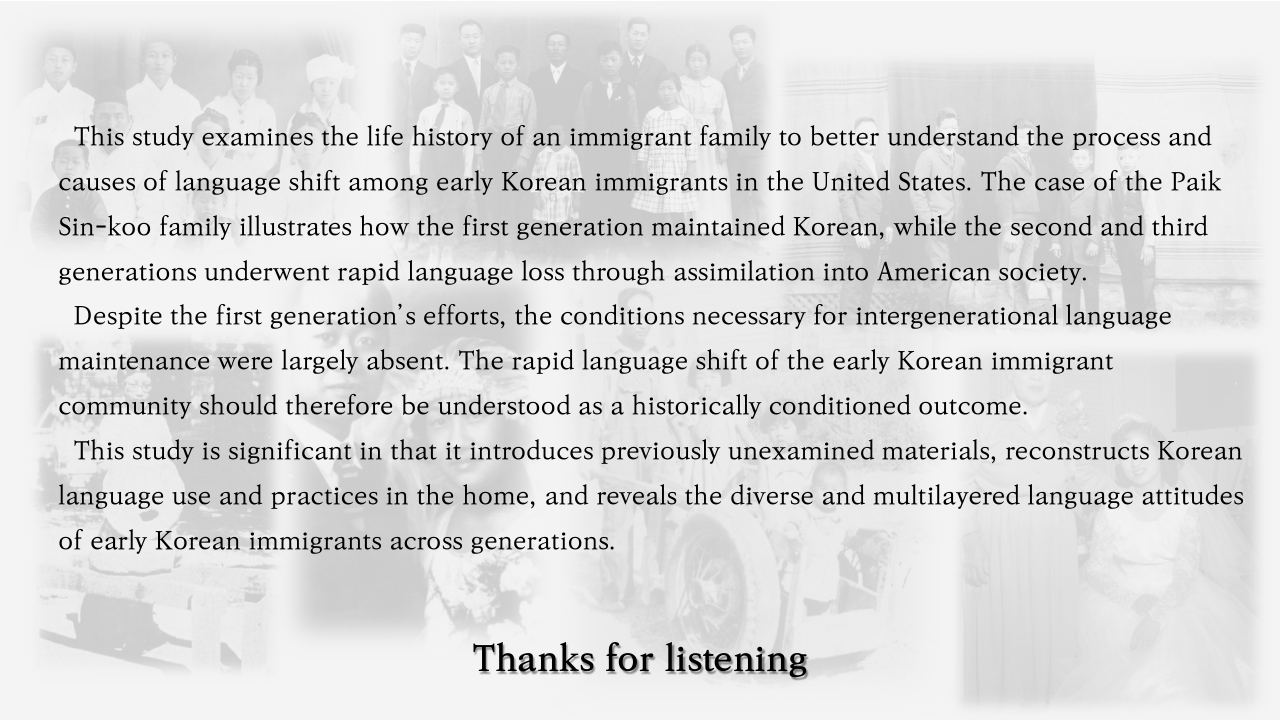 This study examines the life history of an immigrant family to better understand the process and
causes of language shift among early Korean immigrants in the United States. The case of the Paik
Sin-koo family illustrates how the first generation maintained Korean, while the second and third
generations underwent rapid language loss through assimilation into American society.
Despite the first generation’s efforts, the conditions necessary for intergenerational language
maintenance were largely absent. The rapid language shift of the early Korean immigrant
community should therefore be understood as a historically conditioned outcome.
This study is significant in that it introduces previously unexamined materials, reconstructs Korean
language use and practices in the home, and reveals the diverse and multilayered language attitudes
of early Korean immigrants across generations.
Thanks for listening